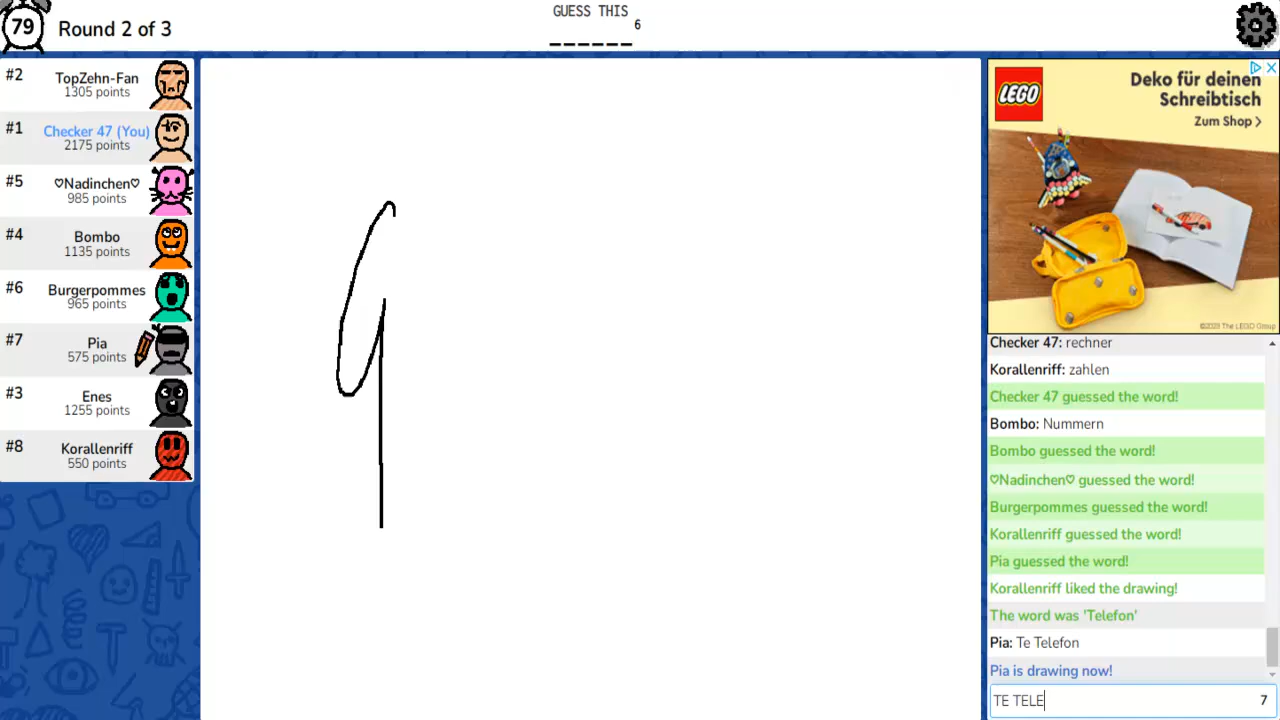 79
Round 2 of 3
GUESS THIS
______ 6
#2
TopZehn-Fan
1305 points
#1
Checker 47 (You)
2175 points
#5
♡Nadinchen♡
985 points
#4
Bombo
1135 points
#6
Burgerpommes
965 points
#7
Pia
575 points
#3
Enes
1255 points
#8
Korallenriff
550 points
LEGO
Deko für deinen
Schreibtisch
Zum Shop
©2023 The LEGO Group
Checker 47: rechner
Korallenriff: zahlen
Checker 47 guessed the word!
Bombo: Nummern
Bombo guessed the word!
♡Nadinchen♡ guessed the word!
Burgerpommes guessed the word!
Korallenriff guessed the word!
Pia guessed the word!
Korallenriff liked the drawing!
The word was 'Telefon'
Pia: Te Telefon
Pia is drawing now!
TE TELE 7